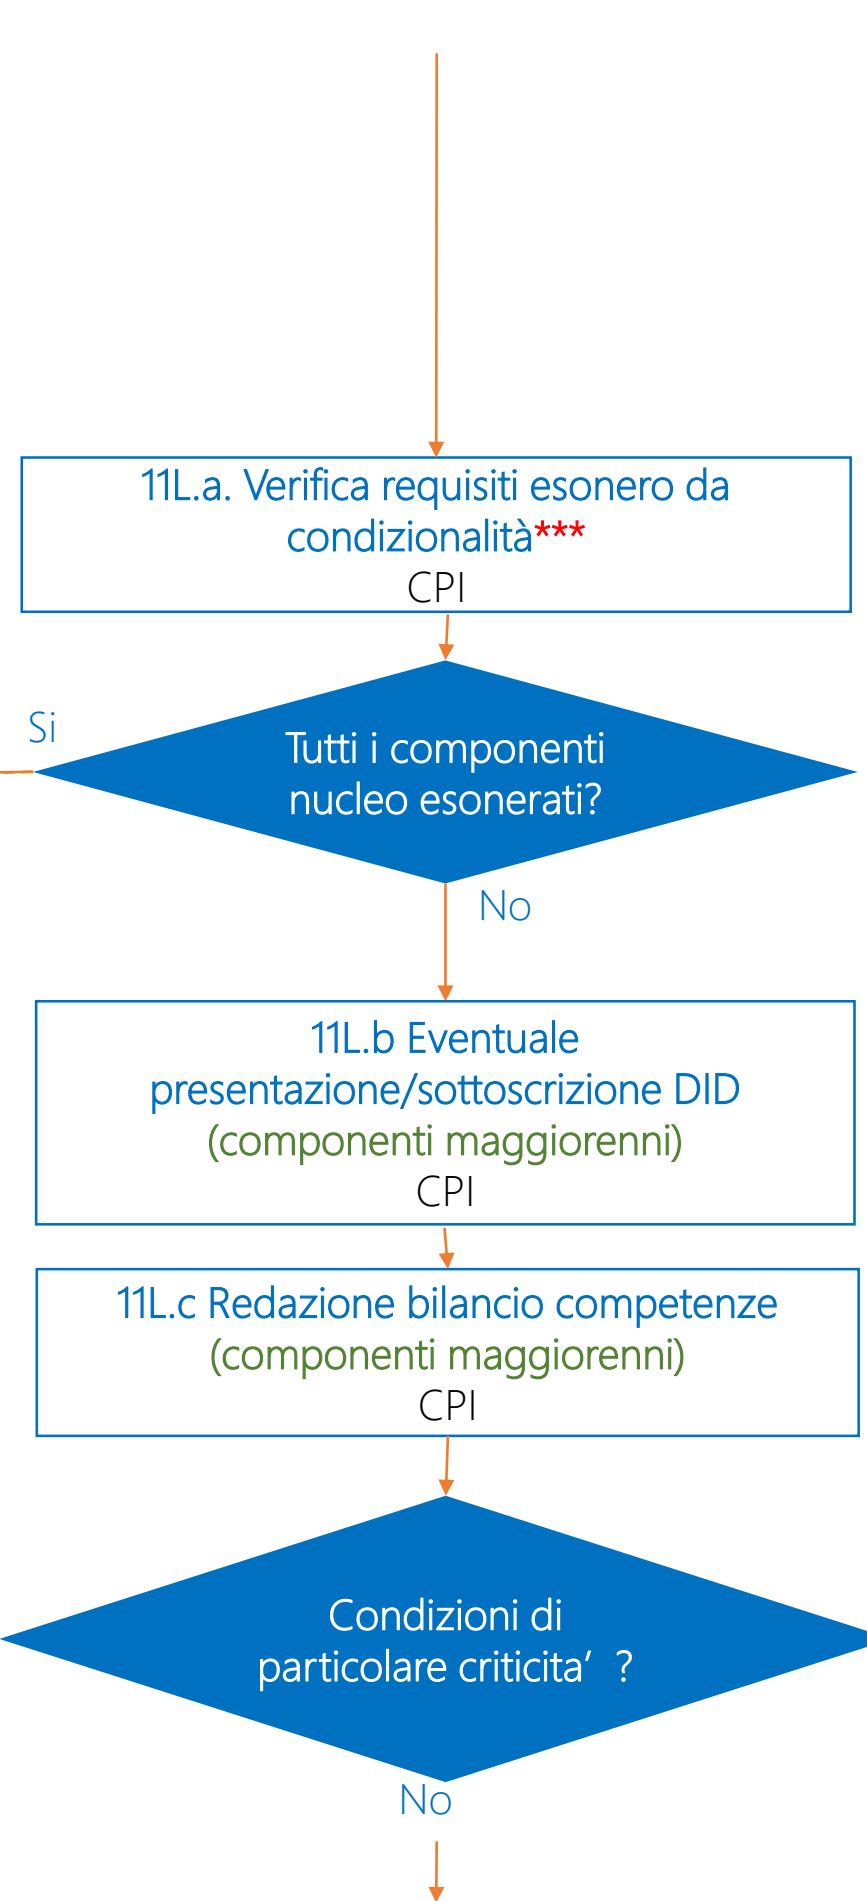 11L.a. Verifica requisiti esonero da
condizionalità***
CPI
Si
Tutti i componenti
nucleo esonerati?
No
11L.b Eventuale
presentazione/sottoscrizione DID
(componenti maggiorenni)
CPI
11L.c Redazione bilancio competenze
(componenti maggiorenni)
CPI
Condizioni di
particolare criticita’ ?
No